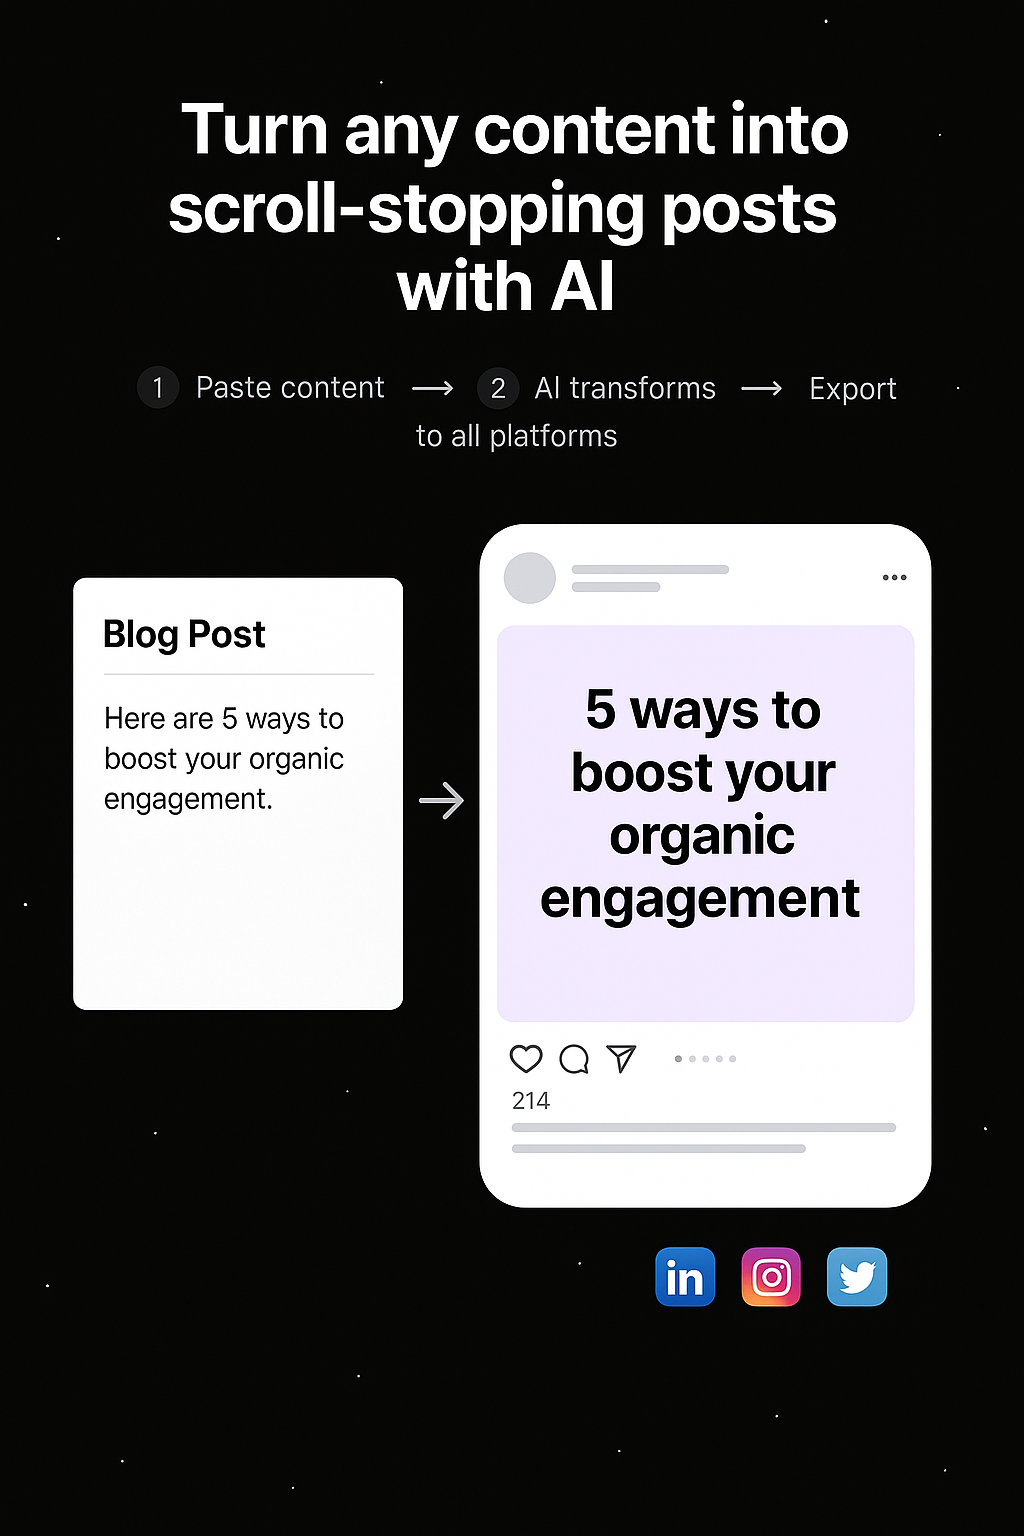 Turn any content into
scroll-stopping posts
with AI
1 Paste content → 2 AI transforms → Export
to all platforms
Blog Post
Here are 5 ways to
boost your organic
engagement.
5 ways to
boost your
organic
engagement
214
in